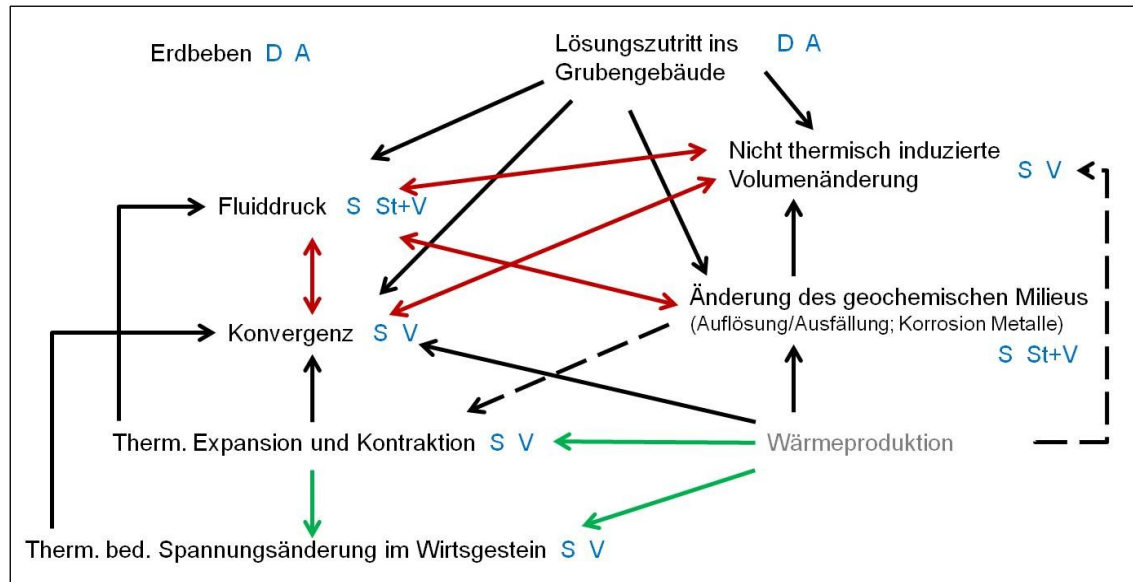 Erdbeben D A
Lösungszutritt ins D A
Grubengebäude
Nicht thermisch induzierte
Volumenänderung S V
Fluiddruck S St+V
Änderung des geochemischen Milieus
(Auflösung/Ausfällung; Korrosion Metalle)
S St+V
Konvergenz S V
Therm. Expansion und Kontraktion S V
Wärmeproduktion
Therm. bed. Spannungsänderung im Wirtsgestein S V